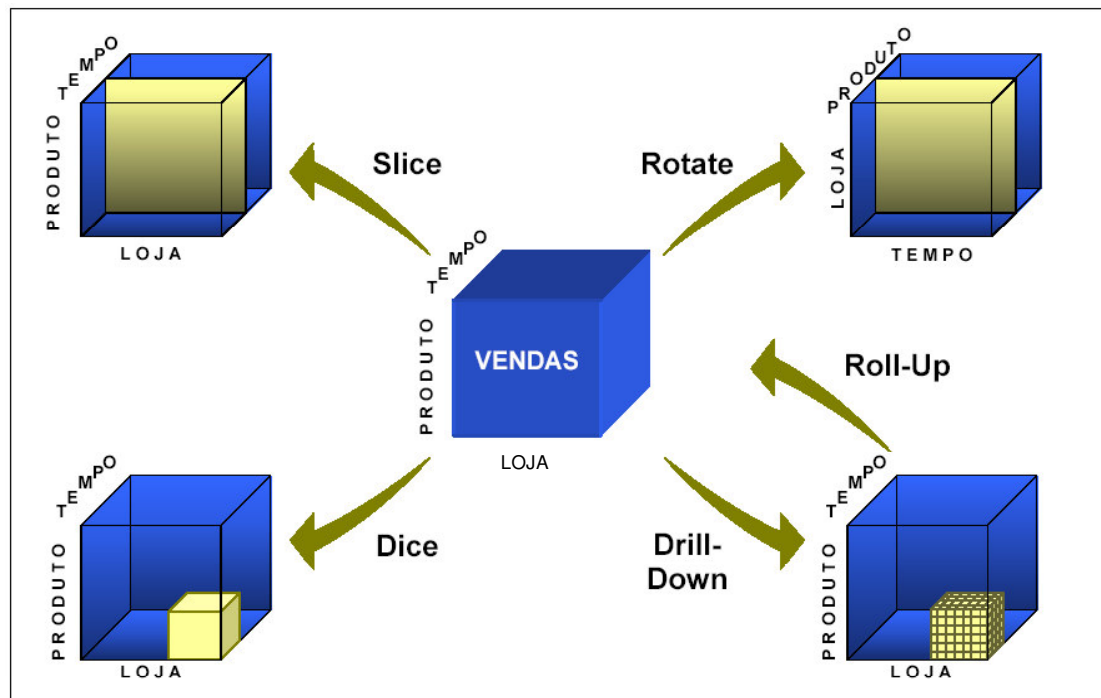 TEMPO
PRODUTO
LOJA
Slice
Rotate
PRODUTO
LOJA
TEMPO
TEMPO
PRODUTO
VENDAS
LOJA
Roll-Up
TEMPO
PRODUTO
LOJA
Dice
Drill-
Down
TEMPO
PRODUTO
LOJA